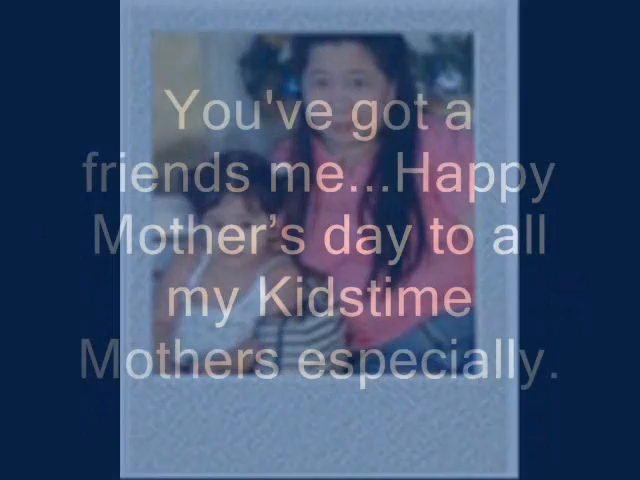 You've got a
friends me...Happy
Mother’s day to all
my Kidstime
Mothers especially.